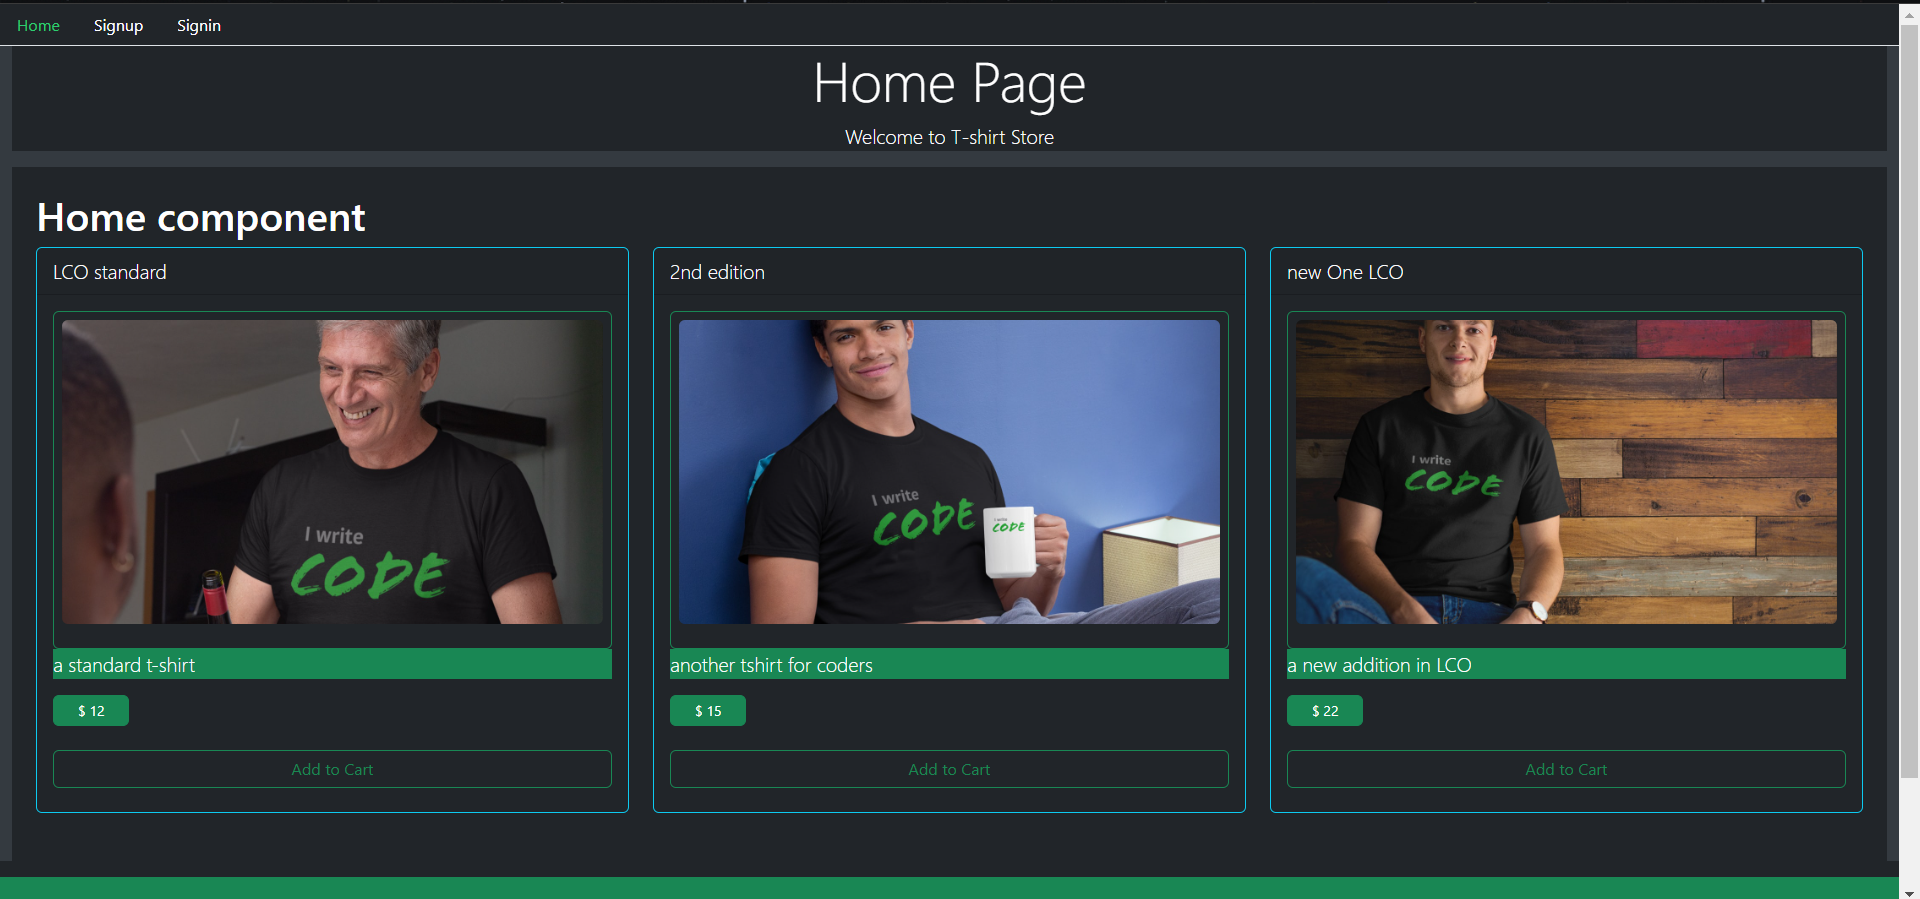 Home Signup Signin
Home Page
Welcome to T-shirt Store
Home component
LCO standard
I write
CODE
a standard t-shirt
$ 12
Add to Cart
2nd edition
I write
CODE
I write
CODE
another tshirt for coders
$ 15
Add to Cart
new One LCO
I write
CODE
a new addition in LCO
$ 22
Add to Cart